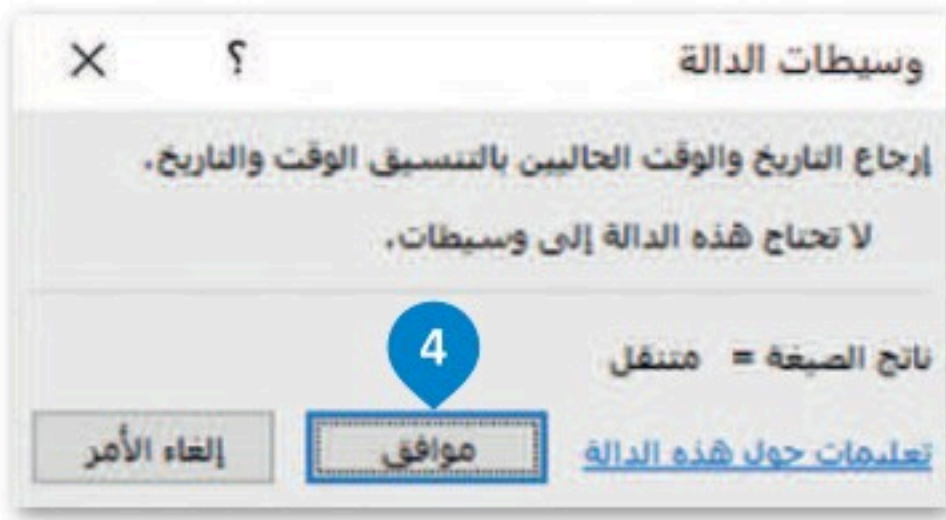 وسيطات الدالة ؟ ×
إرجاع التاريخ والوقت الحاليين بالتنسيق الوقت والتاريخ.
لا تحتاج هذه الدالة إلى وسيطات.
ناتج الصيغة = متنقل
4
تعليمات حول هذه الدالة موافق إلغاء الأمر